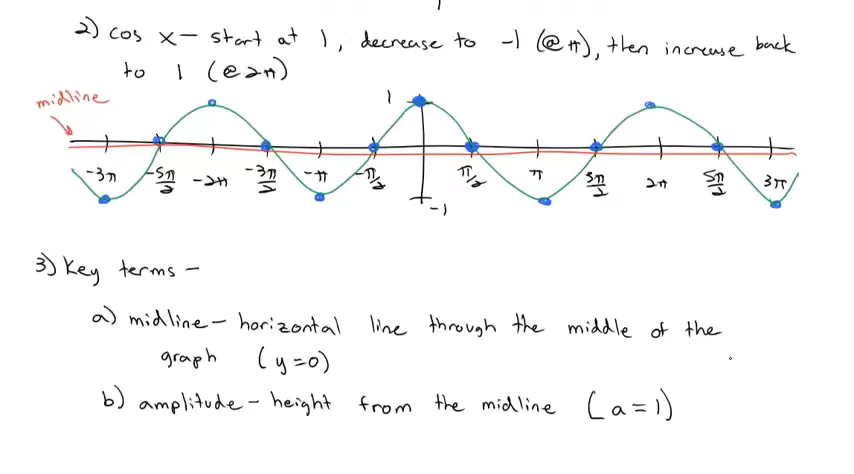 2) cos x - start at 1, decrease to -1 (@π), then increase back
to 1 (@2π)
midline
1
-3π -5π/2 -2π -3π/2 -π -π/2 π/2 π 3π/2 2π 5π/2 3π
-1
3) Key terms -
a) midline - horizontal line through the middle of the
graph (y=0)
b) amplitude - height from the midline (a=1)